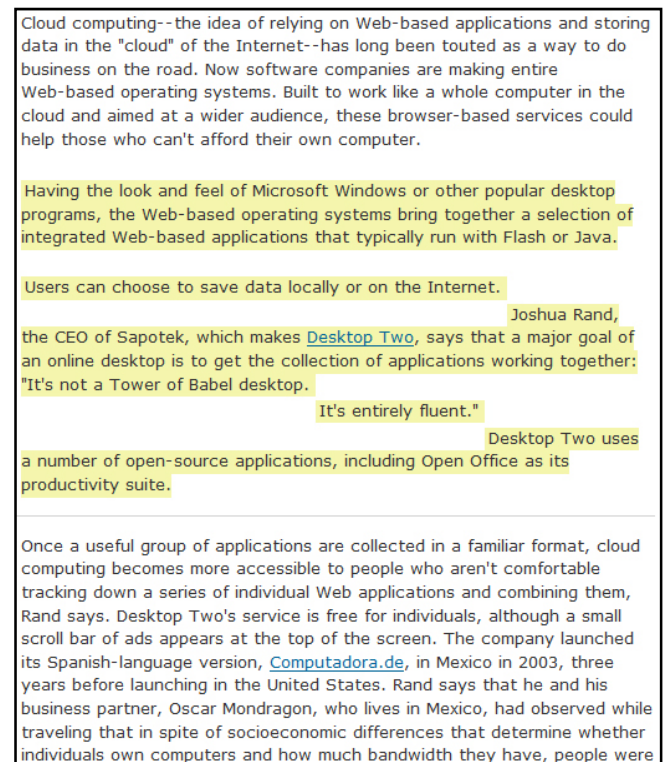 Cloud computing--the idea of relying on Web-based applications and storing
data in the "cloud" of the Internet--has long been touted as a way to do
business on the road. Now software companies are making entire
Web-based operating systems. Built to work like a whole computer in the
cloud and aimed at a wider audience, these browser-based services could
help those who can't afford their own computer.
Having the look and feel of Microsoft Windows or other popular desktop
programs, the Web-based operating systems bring together a selection of
integrated Web-based applications that typically run with Flash or Java.
Users can choose to save data locally or on the Internet.
Joshua Rand,
the CEO of Sapotek, which makes Desktop Two, says that a major goal of
an online desktop is to get the collection of applications working together:
"It's not a Tower of Babel desktop.
It's entirely fluent."
Desktop Two uses
a number of open-source applications, including Open Office as its
productivity suite.
Once a useful group of applications are collected in a familiar format, cloud
computing becomes more accessible to people who aren't comfortable
tracking down a series of individual Web applications and combining them,
Rand says. Desktop Two's service is free for individuals, although a small
scroll bar of ads appears at the top of the screen. The company launched
its Spanish-language version, Computadora.de, in Mexico in 2003, three
years before launching in the United States. Rand says that he and his
business partner, Oscar Mondragon, who lives in Mexico, had observed while
traveling that in spite of socioeconomic differences that determine whether
individuals own computers and how much bandwidth they have, people were